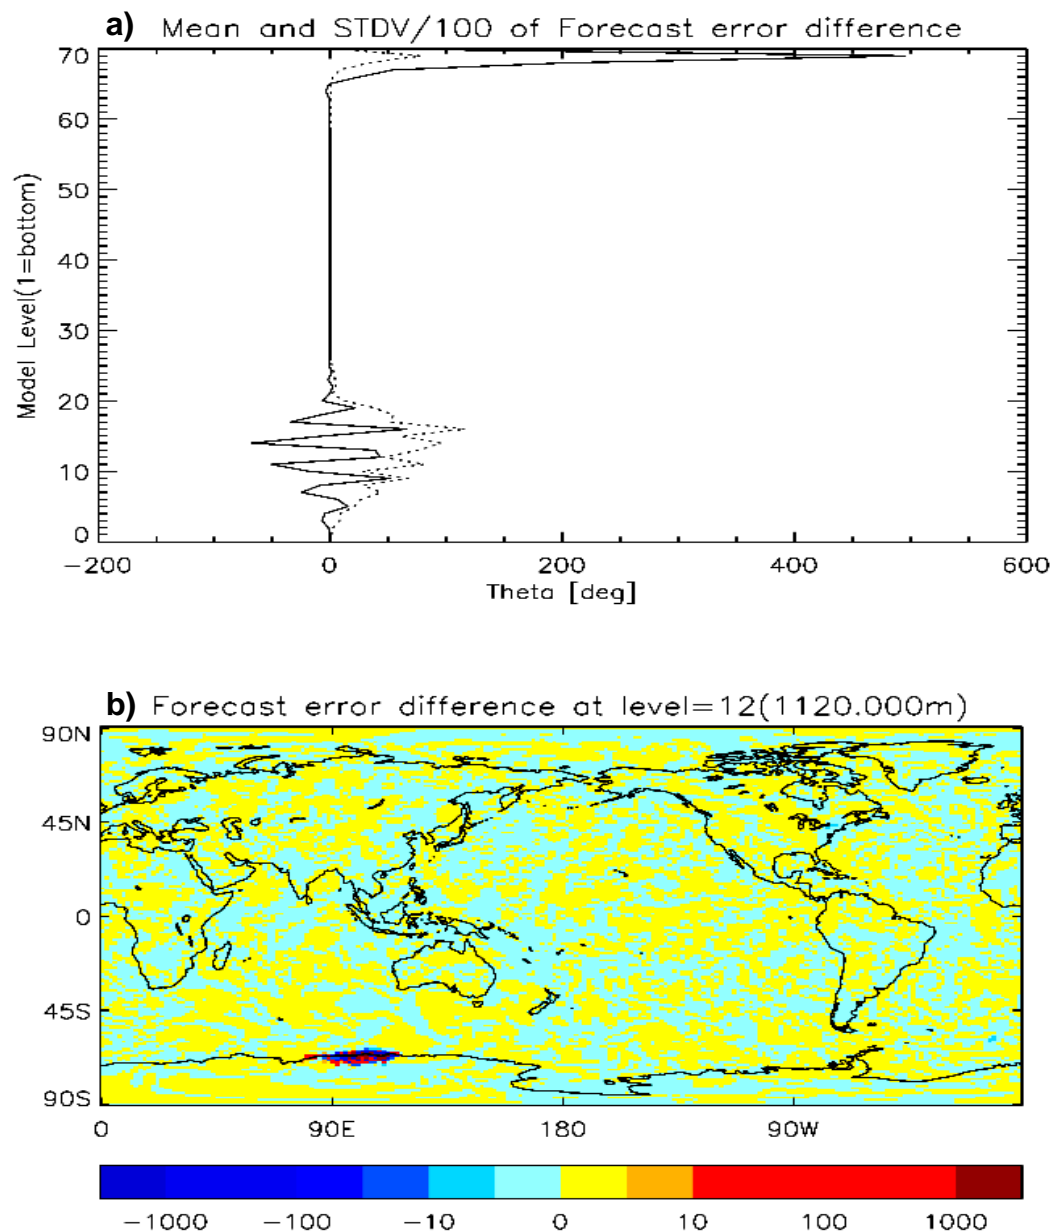 a) Mean and STDV/100 of Forecast error difference
70
60
50
40
30
20
10
0
Model Level(1=bottom)
−200 0 200 400 600
Theta [deg]
b) Forecast error difference at level=12(1120.000m)
90N
45N
0
45S
90S
0 90E 180 90W
−1000 −100 −10 0 10 100 1000